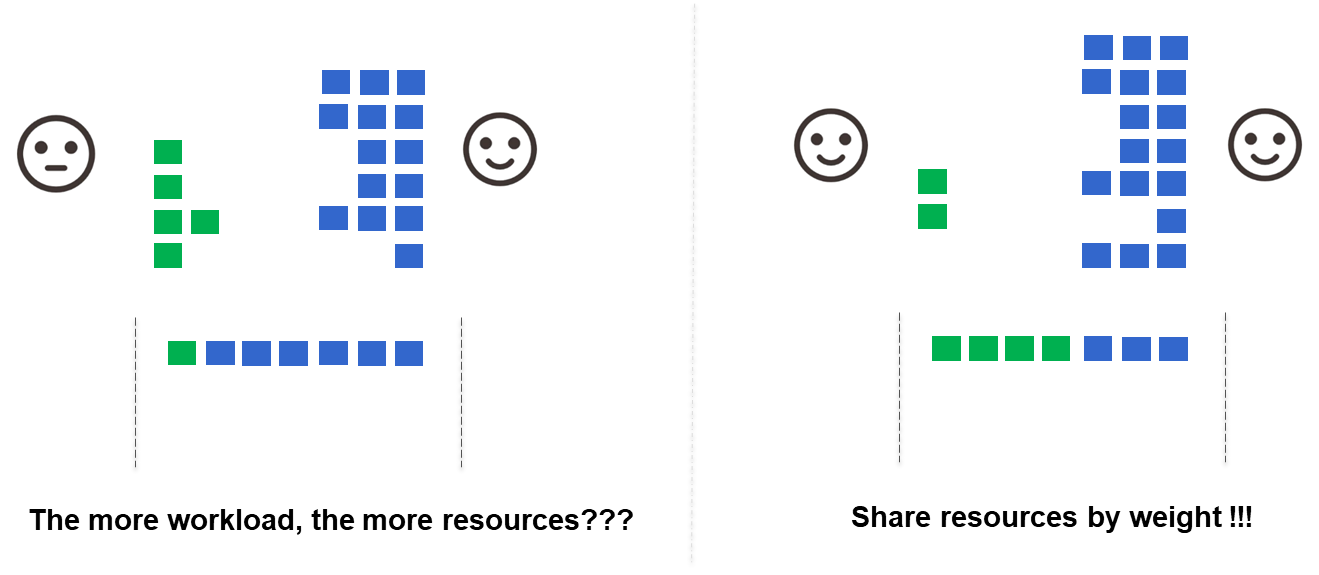 The more workload, the more resources???
Share resources by weight !!!